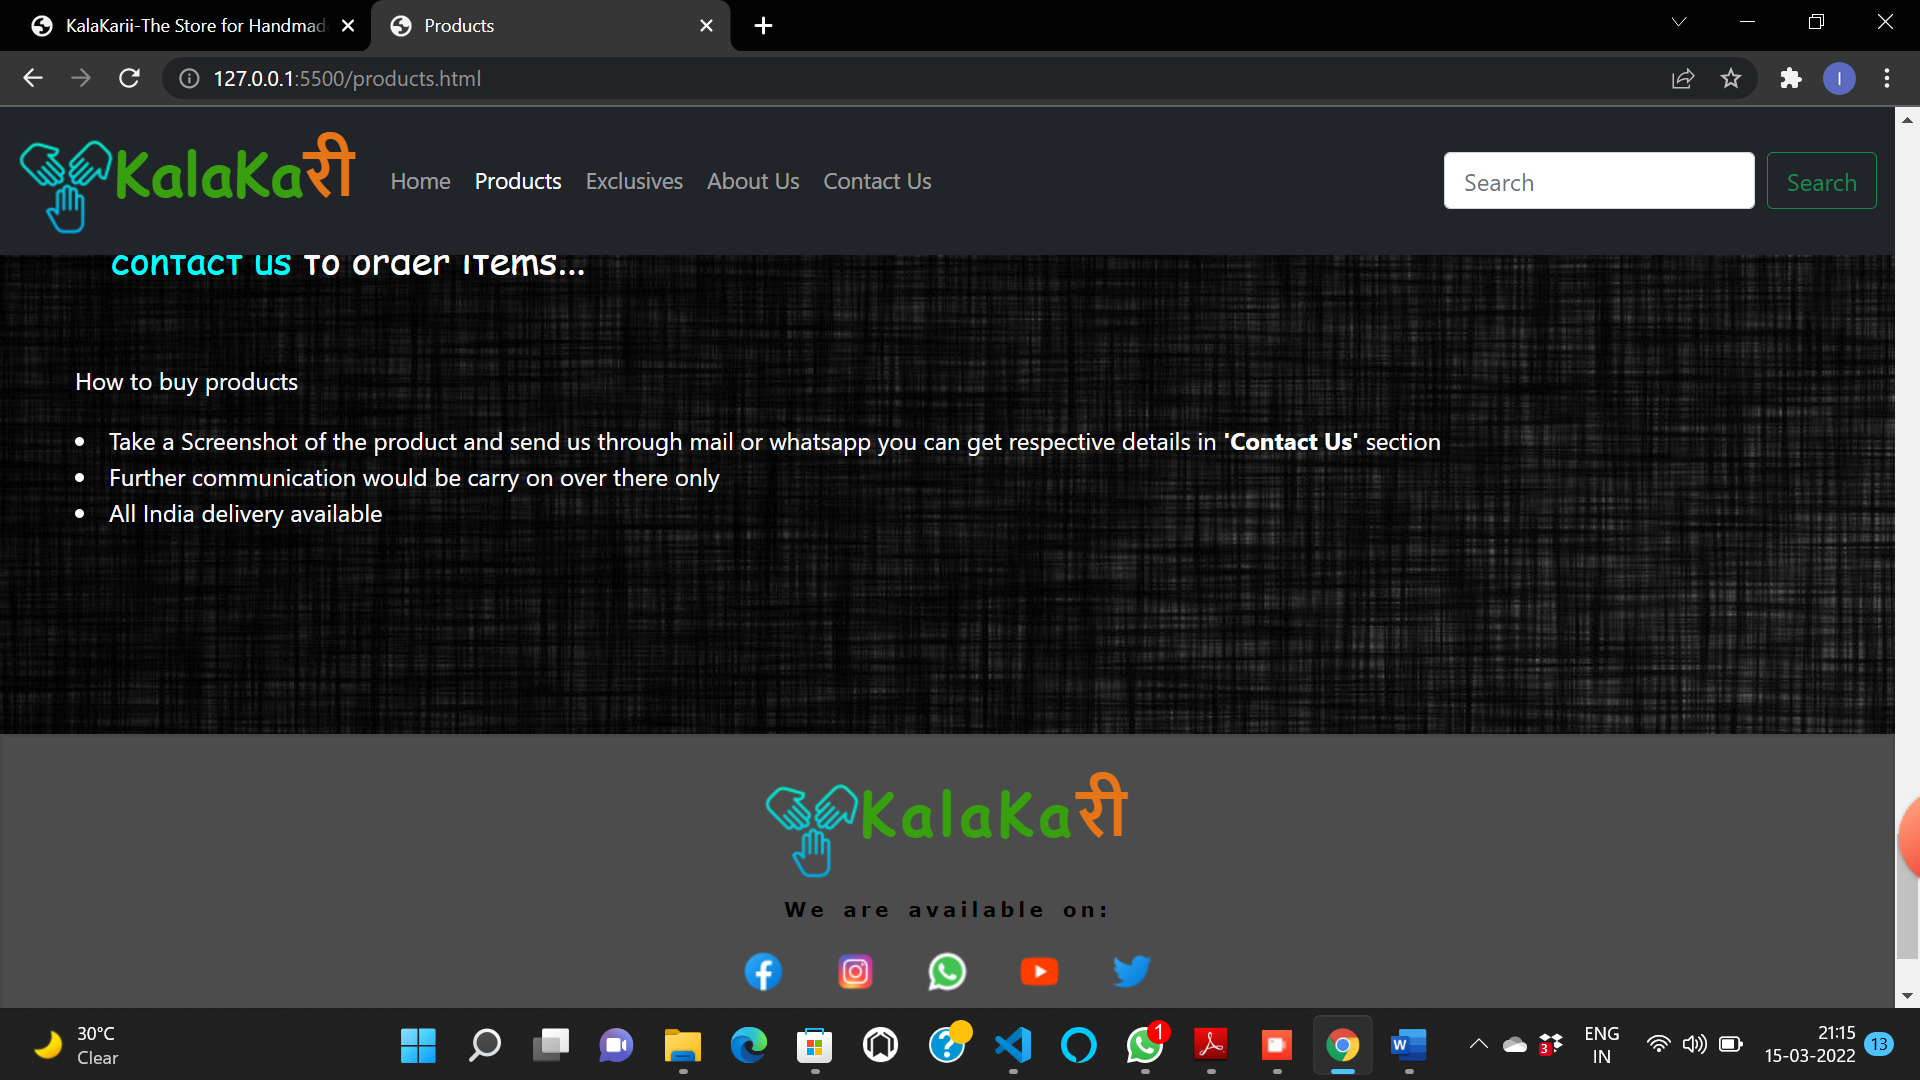 KalaKarii-The Store for Handmad
Products
127.0.0.1:5500/products.html
I
KalaKaरी
Home Products Exclusives About Us Contact Us
Search
Search
contact us to order items...
How to buy products
Take a Screenshot of the product and send us through mail or whatsapp you can get respective details in 'Contact Us' section
Further communication would be carry on over there only
All India delivery available
KalaKaरी
We are available on:
30°C
Clear
1
W
3
ENG
IN
21:15
15-03-2022
13